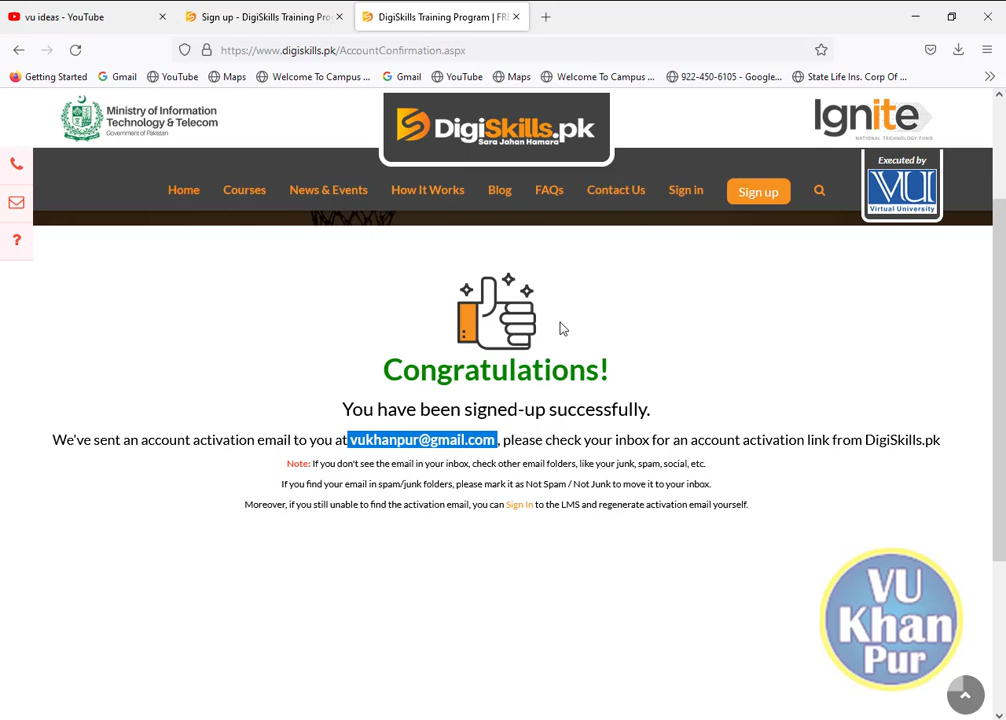 vu ideas - YouTube
Sign up - DigiSkills Training Pro
DigiSkills Training Program | FR
https://www.digiskills.pk/AccountConfirmation.aspx
Getting Started
Gmail
YouTube
Maps
Welcome To Campus ...
Gmail
YouTube
Maps
Welcome To Campus ...
922-450-6105 - Google...
State Life Ins. Corp Of ...
Ministry of Information
Technology & Telecom
Government of Pakistan
DigiSkills.pk
Sara Jahan Hamara
Ignite
NATIONAL TECHNOLOGY FUND
Executed by
VU
Virtual University
Home
Courses
News & Events
How It Works
Blog
FAQs
Contact Us
Sign in
Sign up
?
Congratulations!
You have been signed-up successfully.
We've sent an account activation email to you at vukhanpur@gmail.com , please check your inbox for an account activation link from DigiSkills.pk
Note: If you don't see the email in your inbox, check other email folders, like your junk, spam, social, etc.
If you find your email in spam/junk folders, please mark it as Not Spam / Not Junk to move it to your inbox.
Moreover, if you still unable to find the activation email, you can Sign In to the LMS and regenerate activation email yourself.
VU
Khan
Pur